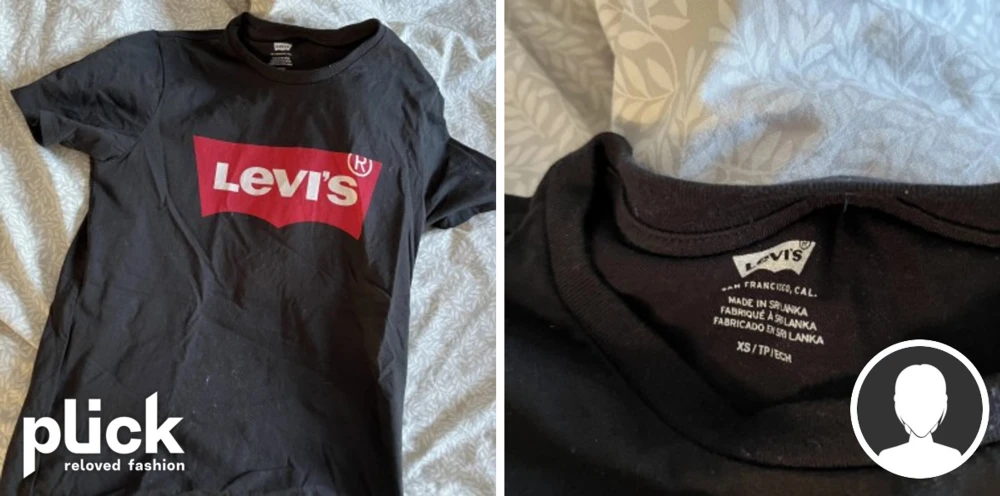 LEVI'S®
plick
reloved fashion
LEVI'S®
SAN FRANCISCO, CAL.
MADE IN SRI LANKA
FABRIQUÉ À SRI LANKA
FABRICADO EN SRI LANKA
XS / TP / ECH